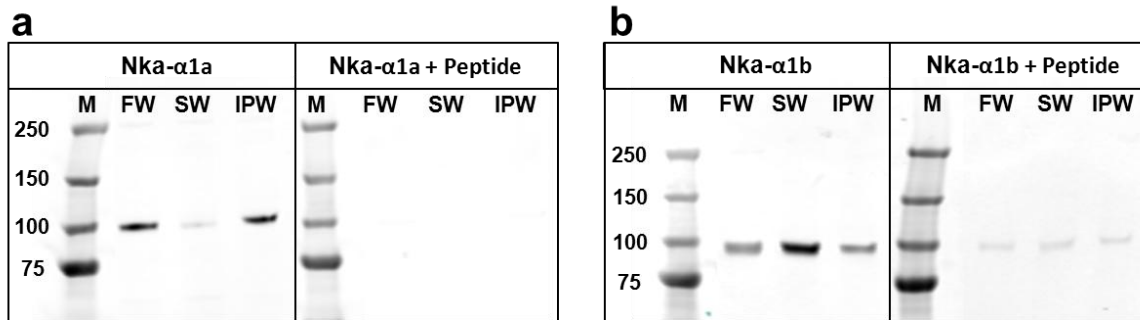 a
Nka-α1a
Nka-α1a + Peptide
M FW SW IPW
M FW SW IPW
250
150
100
75
b
Nka-α1b
Nka-α1b + Peptide
M FW SW IPW
M FW SW IPW
250
150
100
75